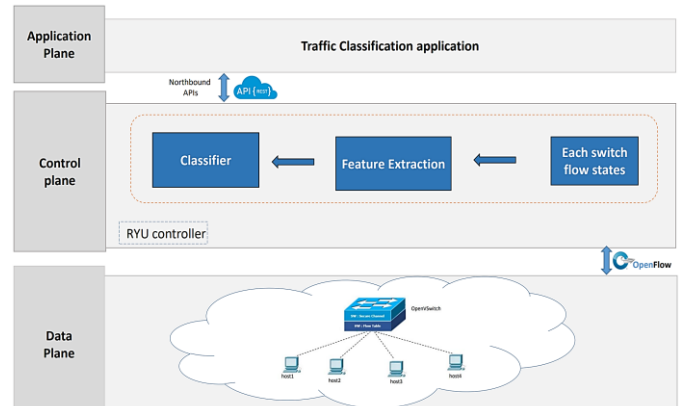 Application
Plane
Traffic Classification application
Northbound
APIs
API {REST}
Control
plane
Classifier
Feature Extraction
Each switch
flow states
RYU controller
OpenFlow
Data
Plane
OpenVSwitch
host1
host2
host3
host4